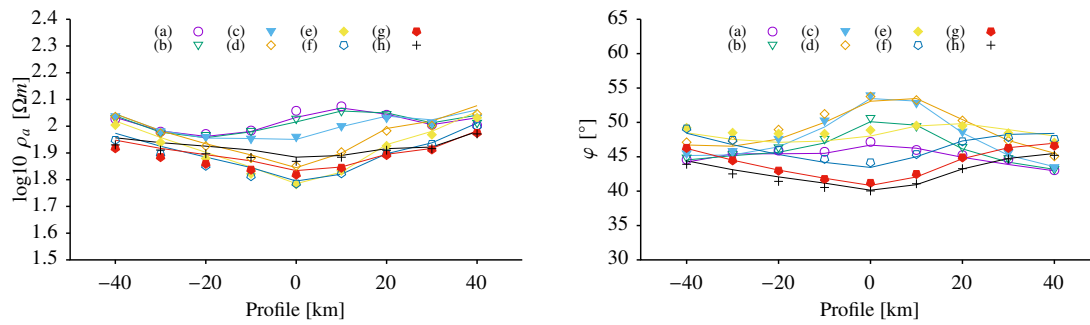 2.4
2.3
2.2
2.1
2
1.9
1.8
1.7
1.6
1.5
log10 ρa [Ωm]
(a) (c) (e) (g)
(b) (d) (f) (h)
−40 −20 0 20 40
Profile [km]
65
60
55
50
45
40
35
30
φ [°]
(a) (c) (e) (g)
(b) (d) (f) (h)
−40 −20 0 20 40
Profile [km]